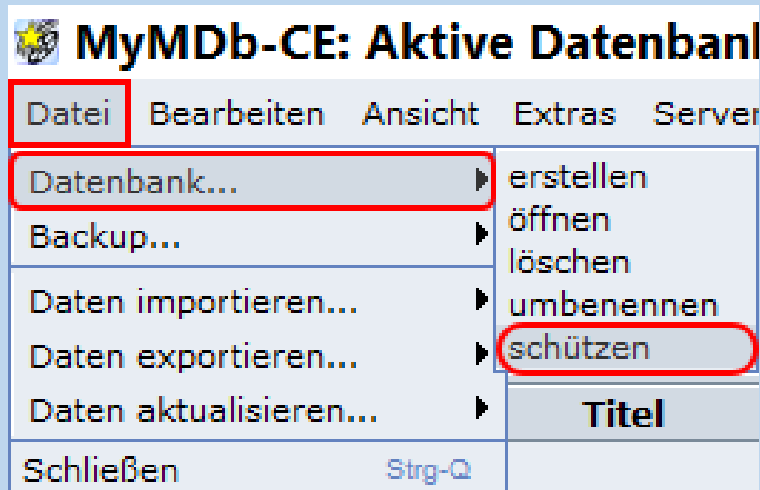 MyMDb-CE: Aktive Datenbank
Datei Bearbeiten Ansicht Extras Server
Datenbank...
erstellen
öffnen
Backup...
löschen
Daten importieren...
umbenennen
Daten exportieren...
schützen
Daten aktualisieren...
Titel
Schließen Strg-Q